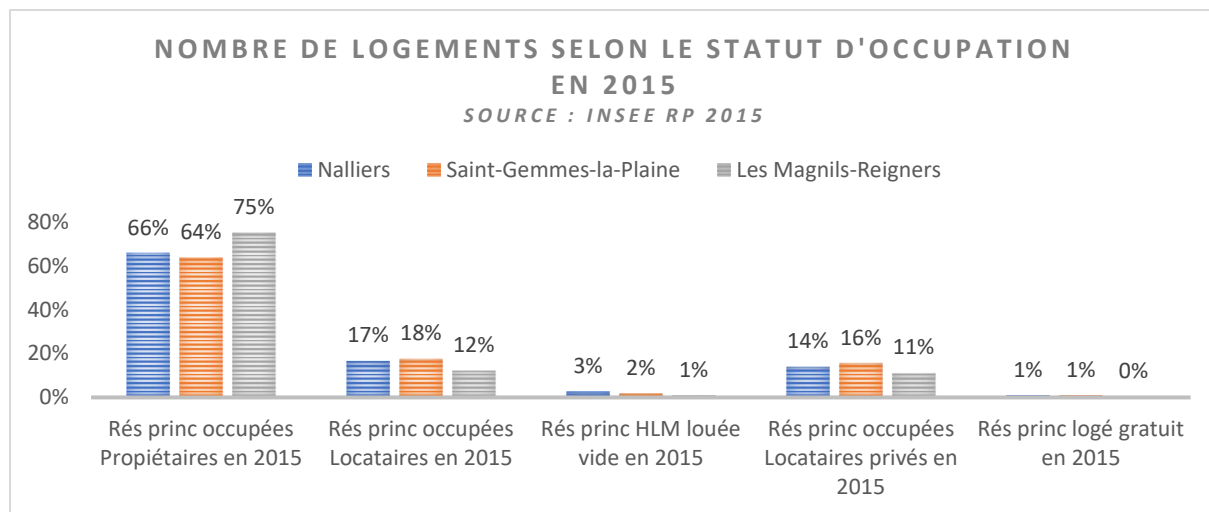 NOMBRE DE LOGEMENTS SELON LE STATUT D'OCCUPATION
EN 2015
SOURCE : INSEE RP 2015
Nalliers Saint-Gemmes-la-Plaine Les Magnils-Reigners
80%
60%
40%
20%
0%
66% 64% 75%
17% 18% 12%
3% 2% 1%
14% 16% 11%
1% 1% 0%
Rés princ occupées
Propiétaires en 2015
Rés princ occupées
Locataires en 2015
Rés princ HLM louée
vide en 2015
Rés princ occupées
Locataires privés en
2015
Rés princ logé gratuit
en 2015